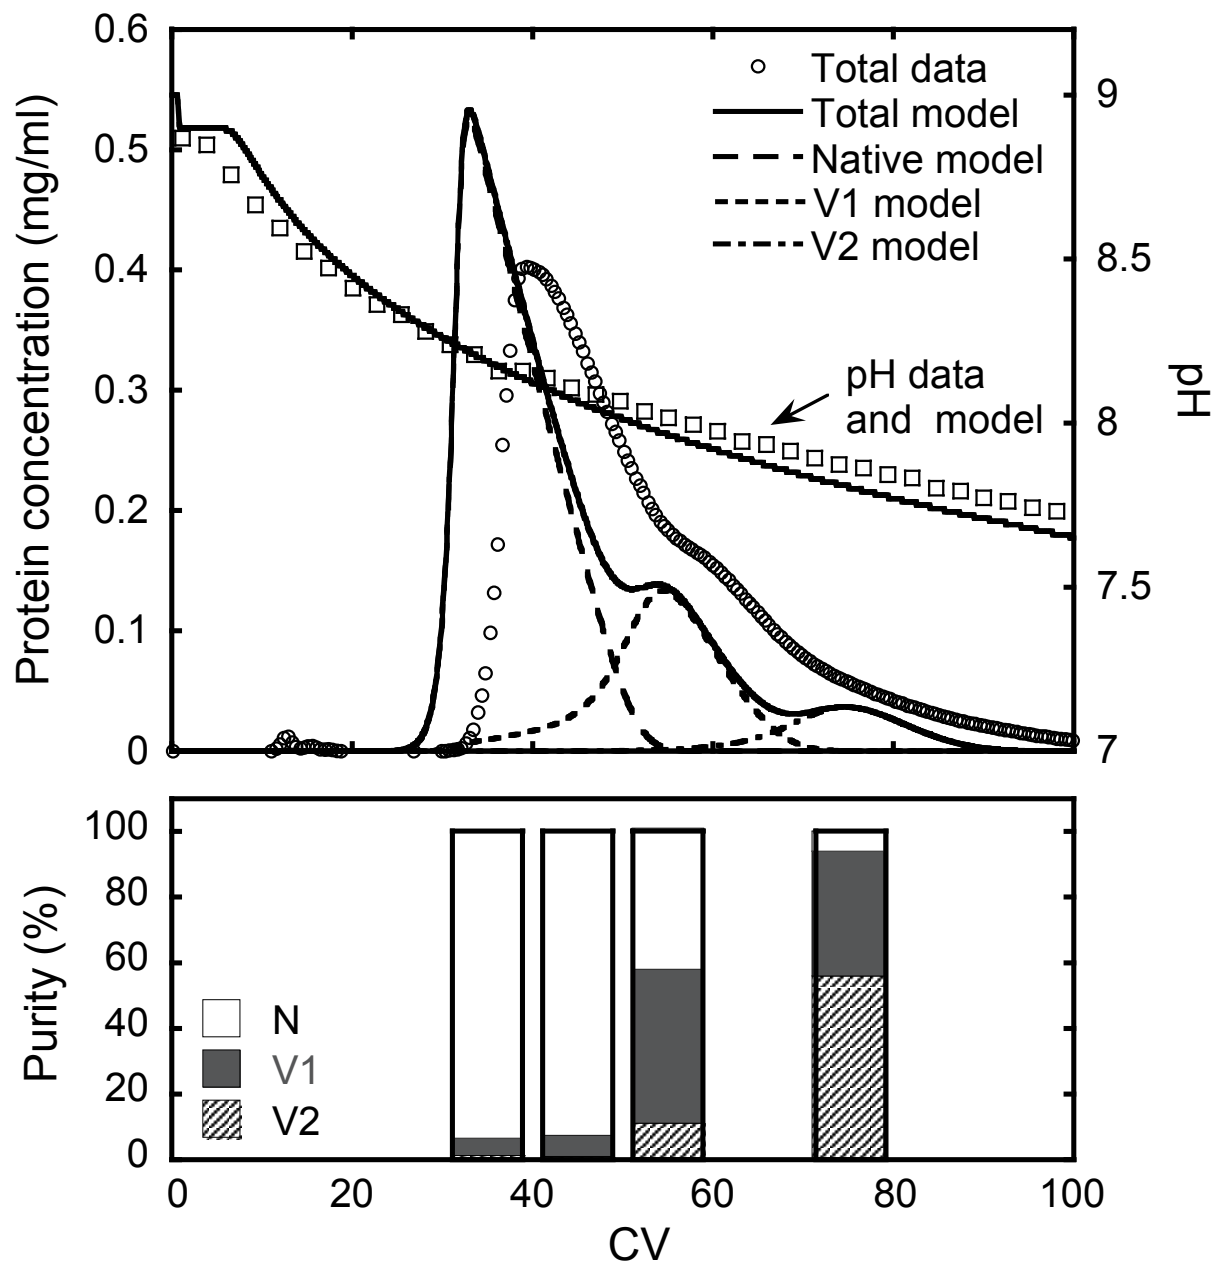 0.6
0.5
0.4
0.3
0.2
0.1
0
Protein concentration (mg/ml)
Total data
Total model
Native model
V1 model
V2 model
pH data
and model
9
8.5
8
7.5
7
pH
100
80
60
40
20
0
Purity (%)
N
V1
V2
0 20 40 60 80 100
CV